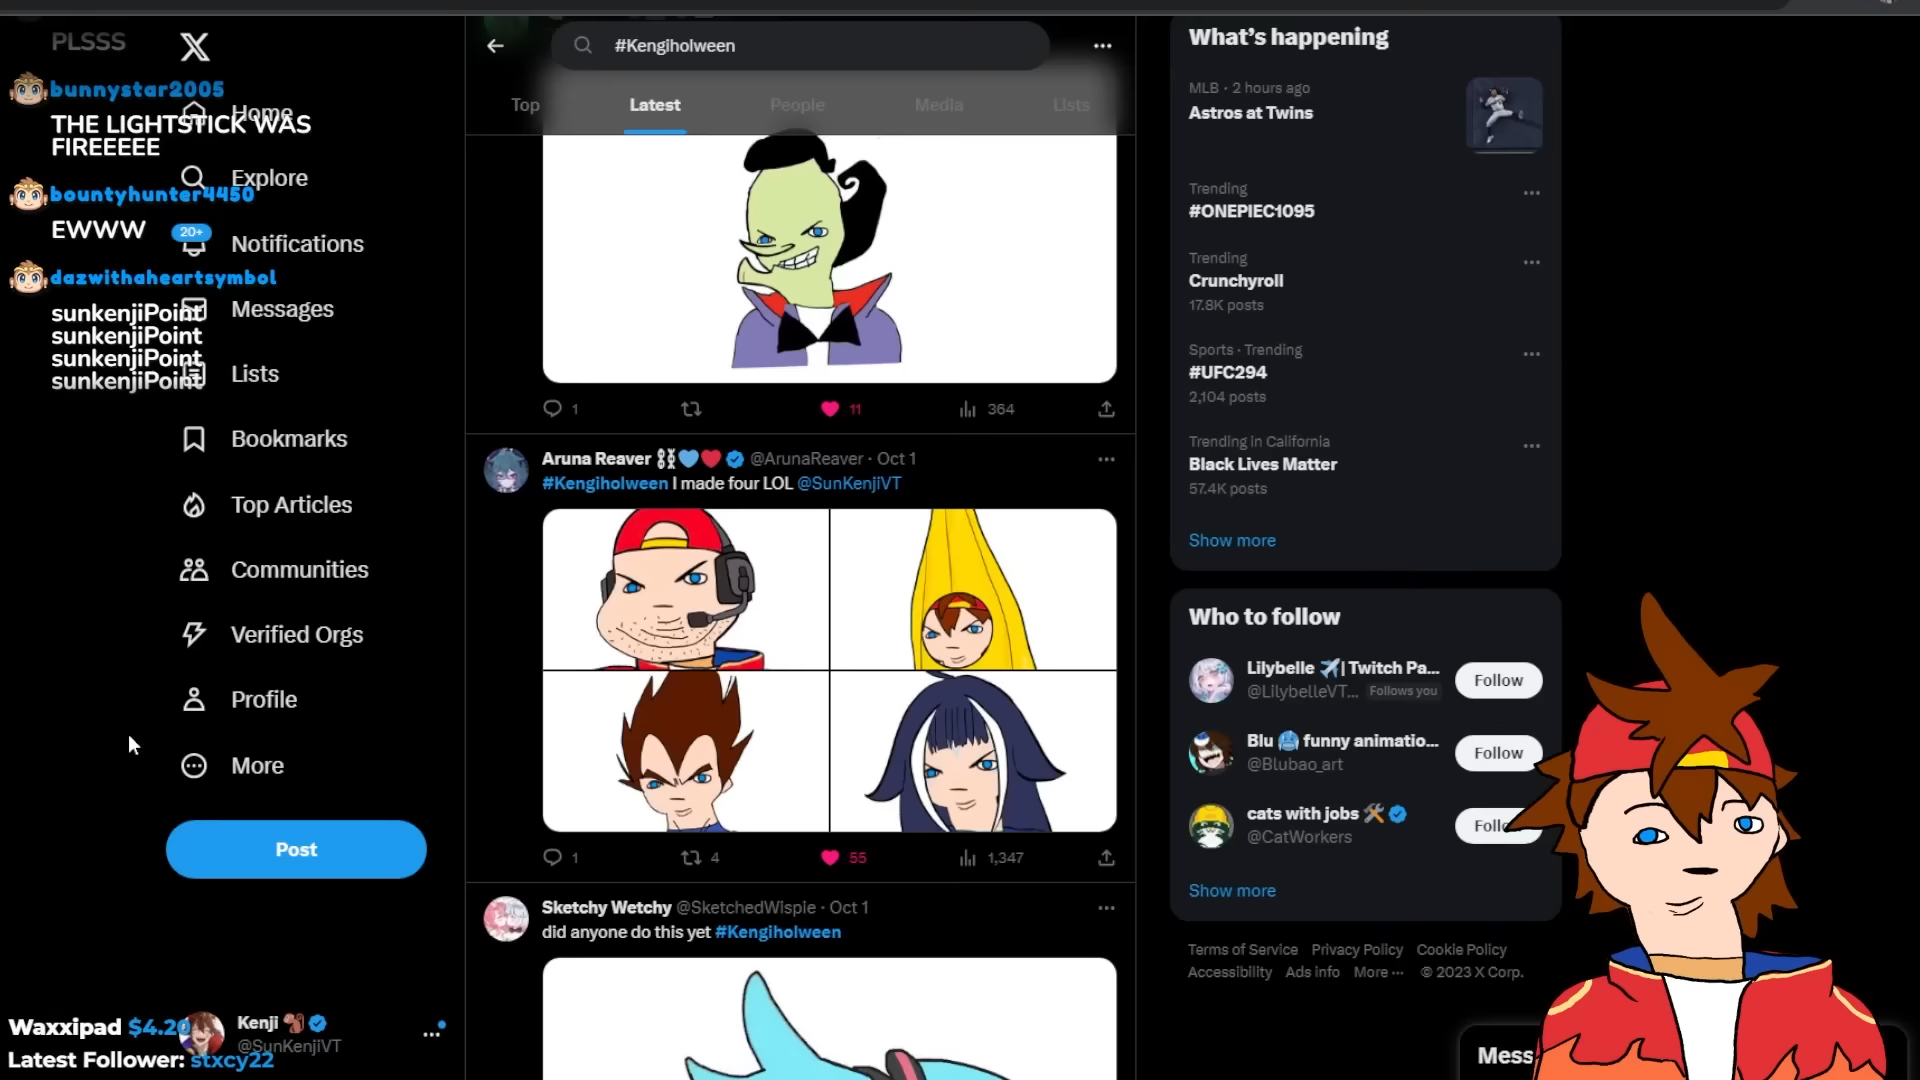 PLSSS
bunnystar2005
THE LIGHTSTICK WAS
FIREEEEE
bountyhunter4450
EWWW
dazwithaheartsymbol
sunkenjiPoint
sunkenjiPoint
sunkenjiPoint
sunkenjiPoint
Home
Explore
20+
Notifications
Messages
Lists
Bookmarks
Top Articles
Communities
Verified Orgs
Profile
More
Post
Kenji
@SunKenjiVT
Waxxipad $4.20
Latest Follower: stxcy22
#Kengiholween
Top
Latest
People
Media
Lists
1
11
364
Aruna Reaver @ArunaReaver · Oct 1
#Kengiholween I made four LOL @SunKenjiVT
1
4
55
1,347
Sketchy Wetchy @SketchedWisple · Oct 1
did anyone do this yet #Kengiholween
What's happening
MLB · 2 hours ago
Astros at Twins
Trending
#ONEPIEC1095
Trending
Crunchyroll
17.8K posts
Sports · Trending
#UFC294
2,104 posts
Trending in California
Black Lives Matter
57.4K posts
Show more
Who to follow
Lilybelle | Twitch Pa...
@LilybelleVT... Follows you
Follow
Blu funny animatio...
@Blubao_art
Follow
cats with jobs
@CatWorkers
Show more
Terms of Service Privacy Policy Cookie Policy
Accessibility Ads info More ··· © 2023 X Corp.